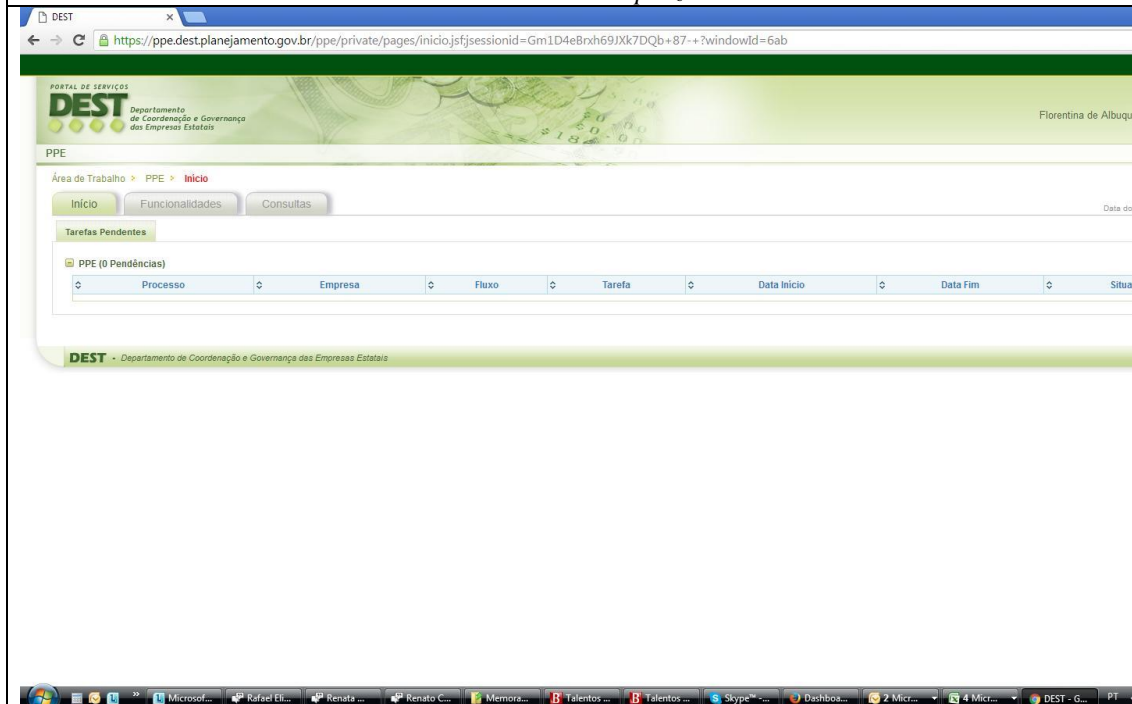 DEST
https://ppe.dest.planejamento.gov.br/ppe/private/pages/inicio.jsf;jsessionid=Gm1D4eBrxh69JXk7DQb+87-+?windowId=6ab
PORTAL DE SERVIÇOS
DEST Departamento
de Coordenação e Governança
das Empresas Estatais
Florentina de Albuqu
PPE
Área de Trabalho > PPE > Início
Início Funcionalidades Consultas
Data do
Tarefas Pendentes
PPE (0 Pendências)
Processo Empresa Fluxo Tarefa Data Início Data Fim Situa
DEST - Departamento de Coordenação e Governança das Empresas Estatais
Microsof... Rafael Eli... Renata ... Renato C... Memora... Talentos ... Talentos ... Skype™ -... Dashboa... 2 Micr... 4 Micr... DEST - G... PT